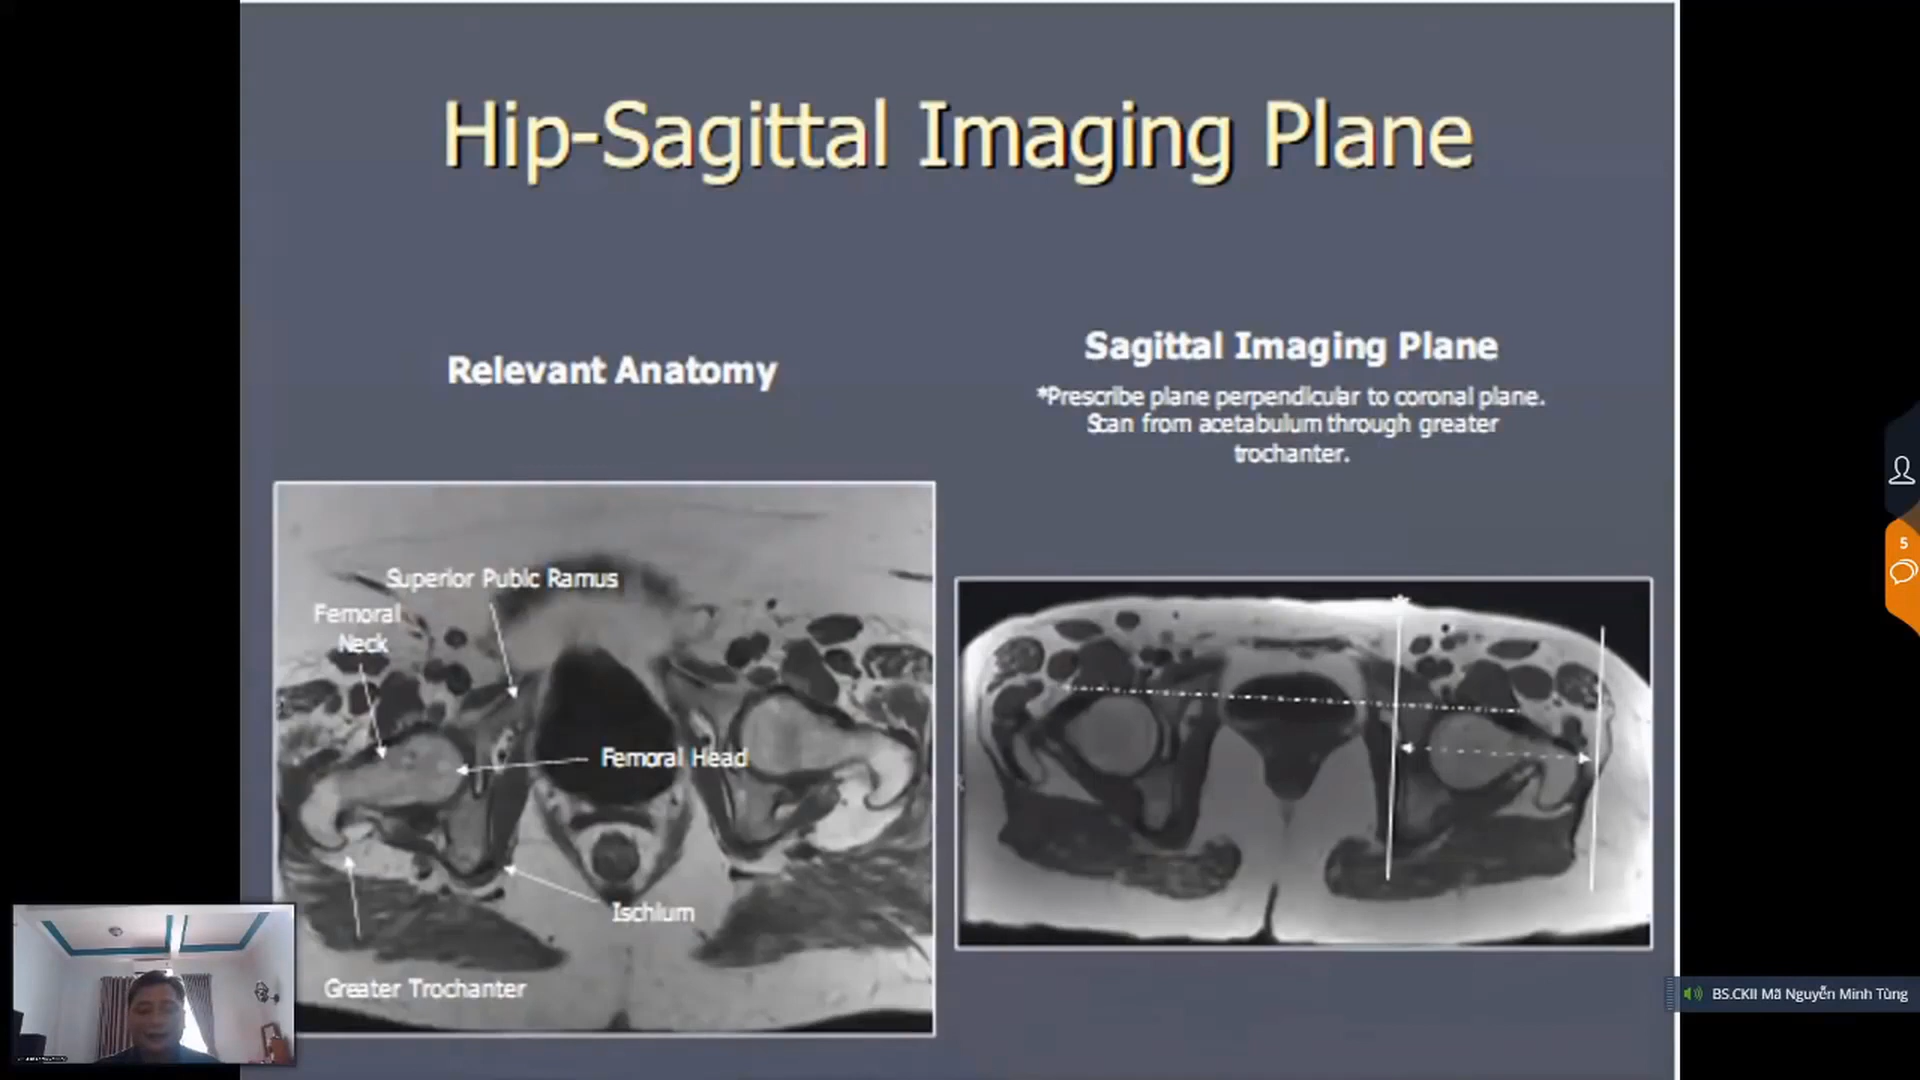 Hip-Sagittal Imaging Plane
Relevant Anatomy
Sagittal Imaging Plane
*Prescribe plane perpendicular to coronal plane.
Scan from acetabulum through greater
trochanter.
Superior Pubic Ramus
Femoral
Neck
Femoral Head
Ischium
Greater Trochanter
*
5
BS.CKII Mã Nguyễn Minh Tùng